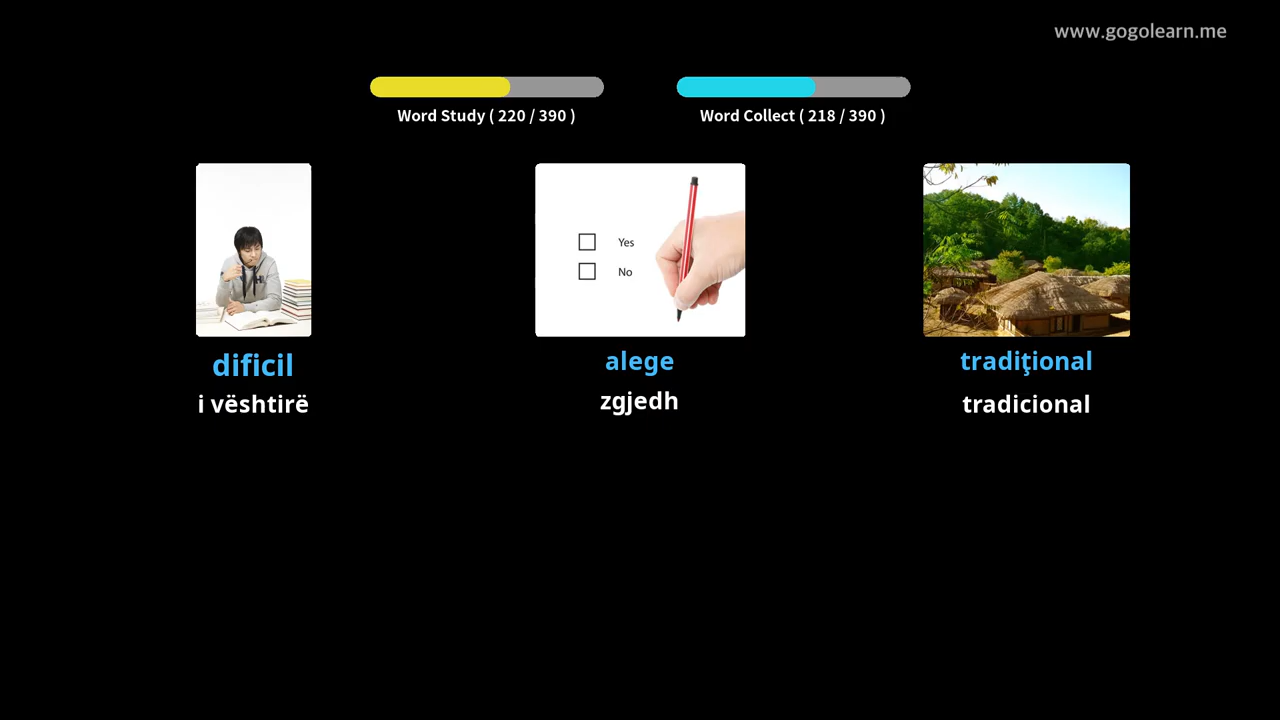 www.gogolearn.me
Word Study ( 220 / 390 )
Word Collect ( 218 / 390 )
Yes
No
dificil
i vështirë
alege
zgjedh
tradiţional
tradicional